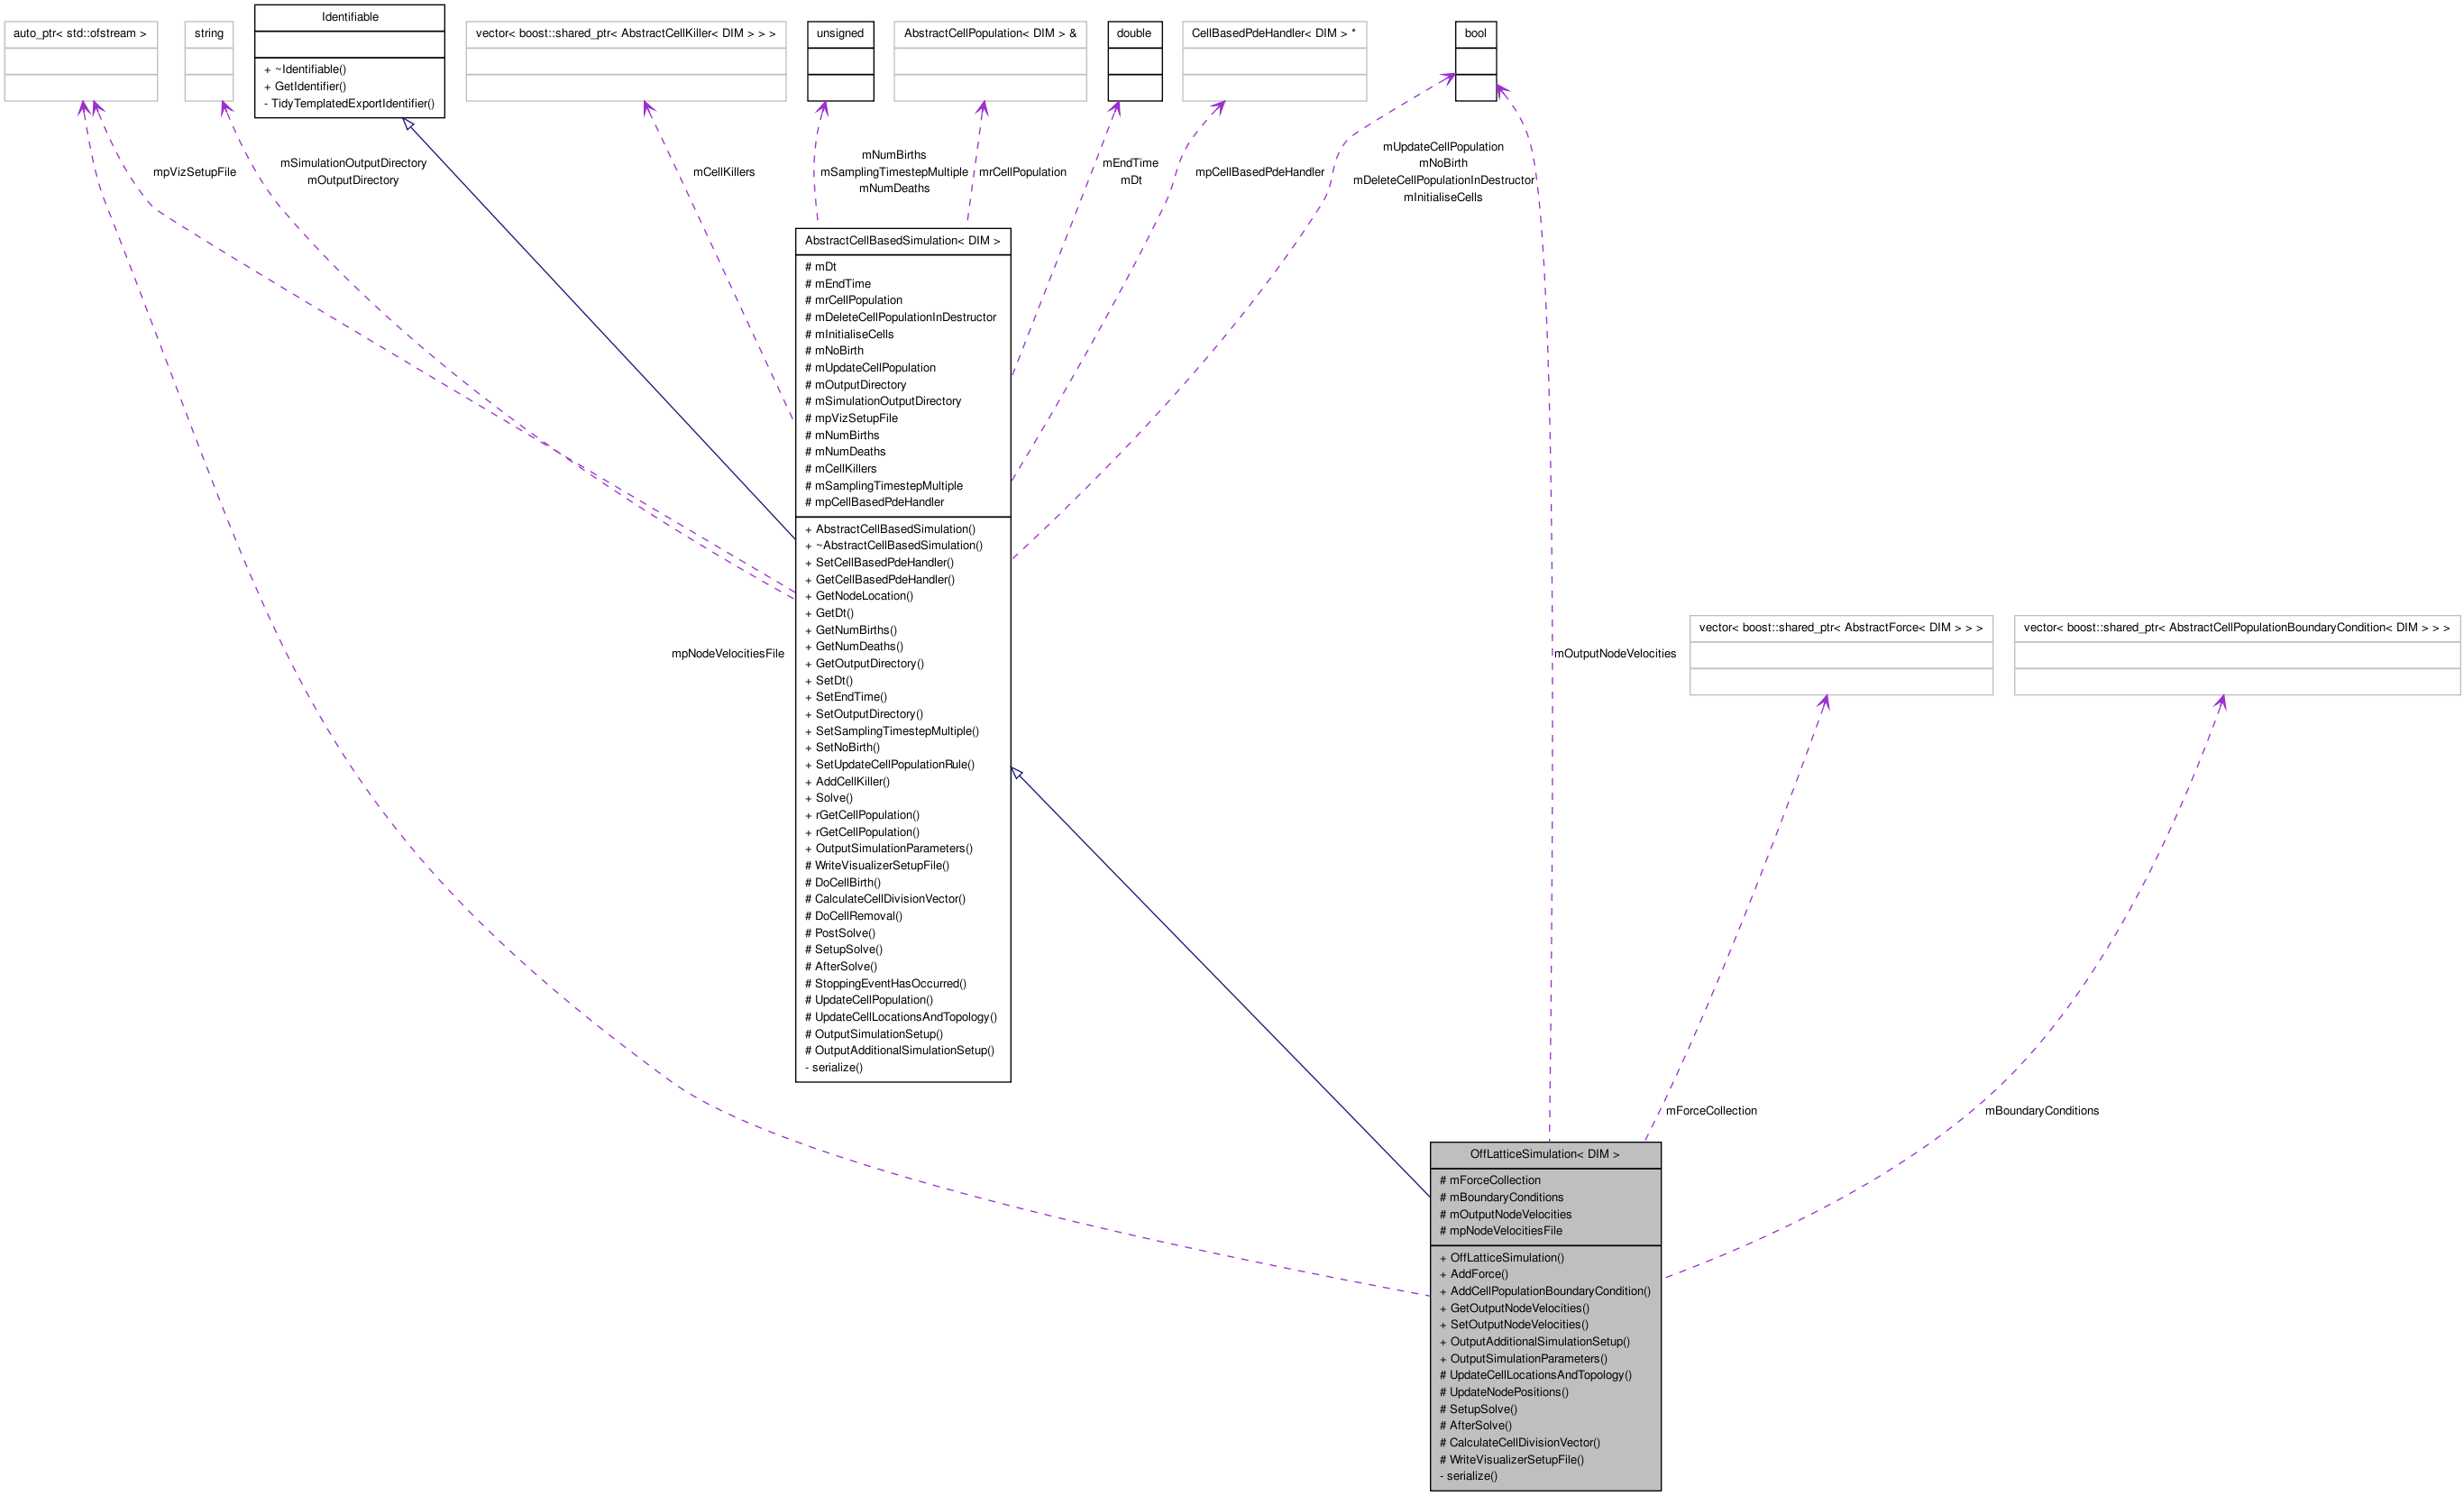 auto_ptr< std::ofstream >
string
Identifiable
+ ~Identifiable()
+ GetIdentifier()
- TidyTemplatedExportIdentifier()
vector< boost::shared_ptr< AbstractCellKiller< DIM > > >
unsigned
AbstractCellPopulation< DIM > &
double
CellBasedPdeHandler< DIM > *
bool
mpVizSetupFile
mSimulationOutputDirectory
mOutputDirectory
mCellKillers
mNumBirths
mSamplingTimestepMultiple
mNumDeaths
mrCellPopulation
mEndTime
mDt
mpCellBasedPdeHandler
mUpdateCellPopulation
mNoBirth
mDeleteCellPopulationInDestructor
mInitialiseCells
AbstractCellBasedSimulation< DIM >
# mDt
# mEndTime
# mrCellPopulation
# mDeleteCellPopulationInDestructor
# mInitialiseCells
# mNoBirth
# mUpdateCellPopulation
# mOutputDirectory
# mSimulationOutputDirectory
# mpVizSetupFile
# mNumBirths
# mNumDeaths
# mCellKillers
# mSamplingTimestepMultiple
# mpCellBasedPdeHandler
+ AbstractCellBasedSimulation()
+ ~AbstractCellBasedSimulation()
+ SetCellBasedPdeHandler()
+ GetCellBasedPdeHandler()
+ GetNodeLocation()
+ GetDt()
+ GetNumBirths()
+ GetNumDeaths()
+ GetOutputDirectory()
+ SetDt()
+ SetEndTime()
+ SetOutputDirectory()
+ SetSamplingTimestepMultiple()
+ SetNoBirth()
+ SetUpdateCellPopulationRule()
+ AddCellKiller()
+ Solve()
+ rGetCellPopulation()
+ rGetCellPopulation()
+ OutputSimulationParameters()
# WriteVisualizerSetupFile()
# DoCellBirth()
# CalculateCellDivisionVector()
# DoCellRemoval()
# PostSolve()
# SetupSolve()
# AfterSolve()
# StoppingEventHasOccurred()
# UpdateCellPopulation()
# UpdateCellLocationsAndTopology()
# OutputSimulationSetup()
# OutputAdditionalSimulationSetup()
- serialize()
mpNodeVelocitiesFile
mOutputNodeVelocities
vector< boost::shared_ptr< AbstractForce< DIM > > >
vector< boost::shared_ptr< AbstractCellPopulationBoundaryCondition< DIM > > >
mForceCollection
mBoundaryConditions
OffLatticeSimulation< DIM >
# mForceCollection
# mBoundaryConditions
# mOutputNodeVelocities
# mpNodeVelocitiesFile
+ OffLatticeSimulation()
+ AddForce()
+ AddCellPopulationBoundaryCondition()
+ GetOutputNodeVelocities()
+ SetOutputNodeVelocities()
+ OutputAdditionalSimulationSetup()
+ OutputSimulationParameters()
# UpdateCellLocationsAndTopology()
# UpdateNodePositions()
# SetupSolve()
# AfterSolve()
# CalculateCellDivisionVector()
# WriteVisualizerSetupFile()
- serialize()